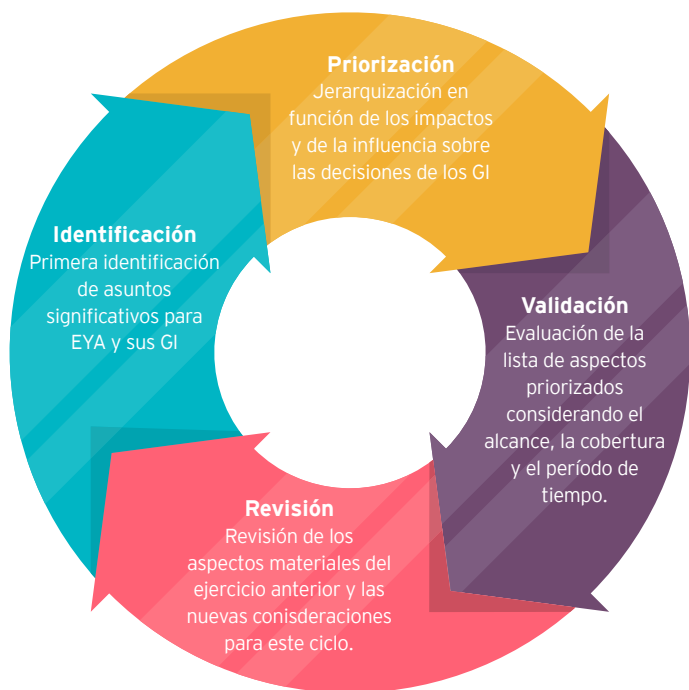 Priorización
Jerarquización en
función de los impactos
y de la influencia sobre
las decisiones de los GI
Identificación
Primera identificación
de asuntos
significativos para
EYA y sus GI
Validación
Evaluación de la
lista de aspectos
priorizados
considerando el
alcance, la cobertura
y el período de
tiempo.
Revisión
Revisión de los
aspectos materiales del
ejercicio anterior y las
nuevas conisderaciones
para este ciclo.